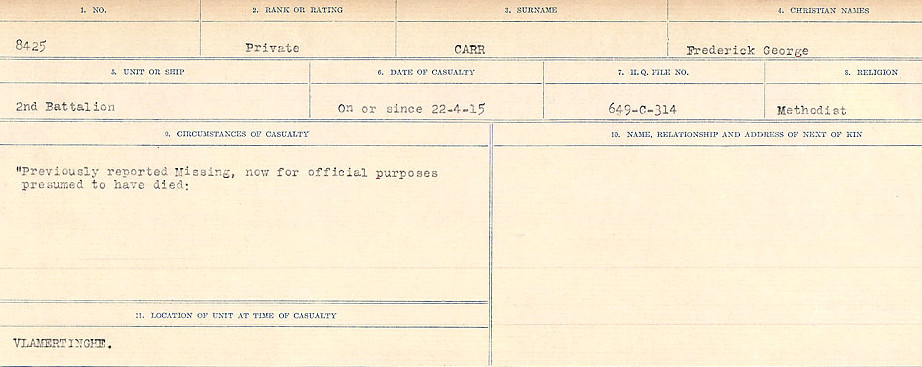 1. NO. 2. RANK OR RATING 3. SURNAME 4. CHRISTIAN NAMES
8425 Private CARR Frederick George
5. UNIT OR SHIP 6. DATE OF CASUALTY 7. H.Q. FILE NO. 8. RELIGION
2nd Battalion On or since 22-4-15 649-C-314 Methodist
9. CIRCUMSTANCES OF CASUALTY 10. NAME, RELATIONSHIP AND ADDRESS OF NEXT OF KIN
"Previously reported Missing, now for official purposes
presumed to have died:
11. LOCATION OF UNIT AT TIME OF CASUALTY
VLAMERTINGHE.